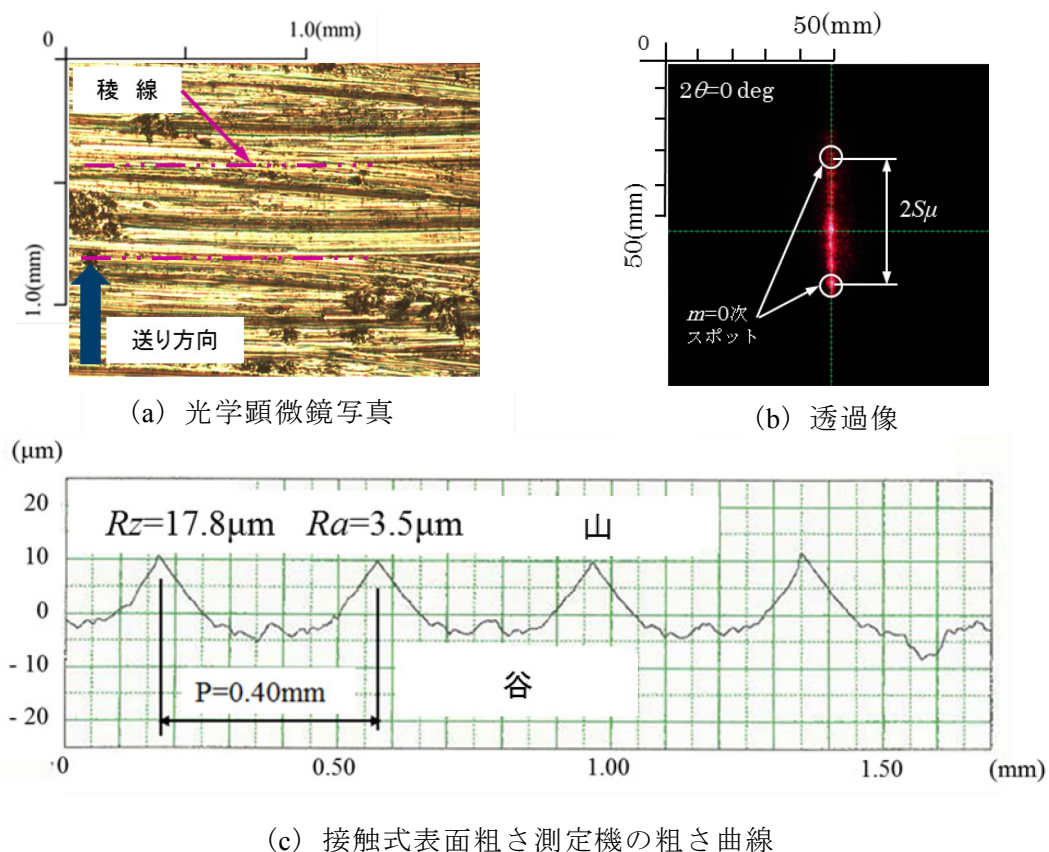 0
1.0(mm)
1.0(mm)
稜 線
送り方向
(a) 光学顕微鏡写真
0
50(mm)
50(mm)
2θ=0 deg
2Sμ
m=0次
スポット
(b) 透過像
(μm)
20
10
0
- 10
- 20
Rz=17.8μm Ra=3.5μm 山
谷
P=0.40mm
0 0.50 1.00 1.50 (mm)
(c) 接触式表面粗さ測定機の粗さ曲線